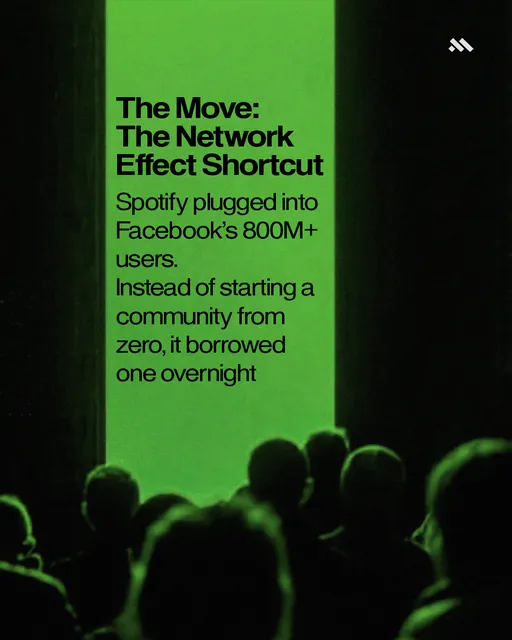 The Move:
The Network
Effect Shortcut
Spotify plugged into
Facebook’s 800M+
users.
Instead of starting a
community from
zero, it borrowed
one overnight